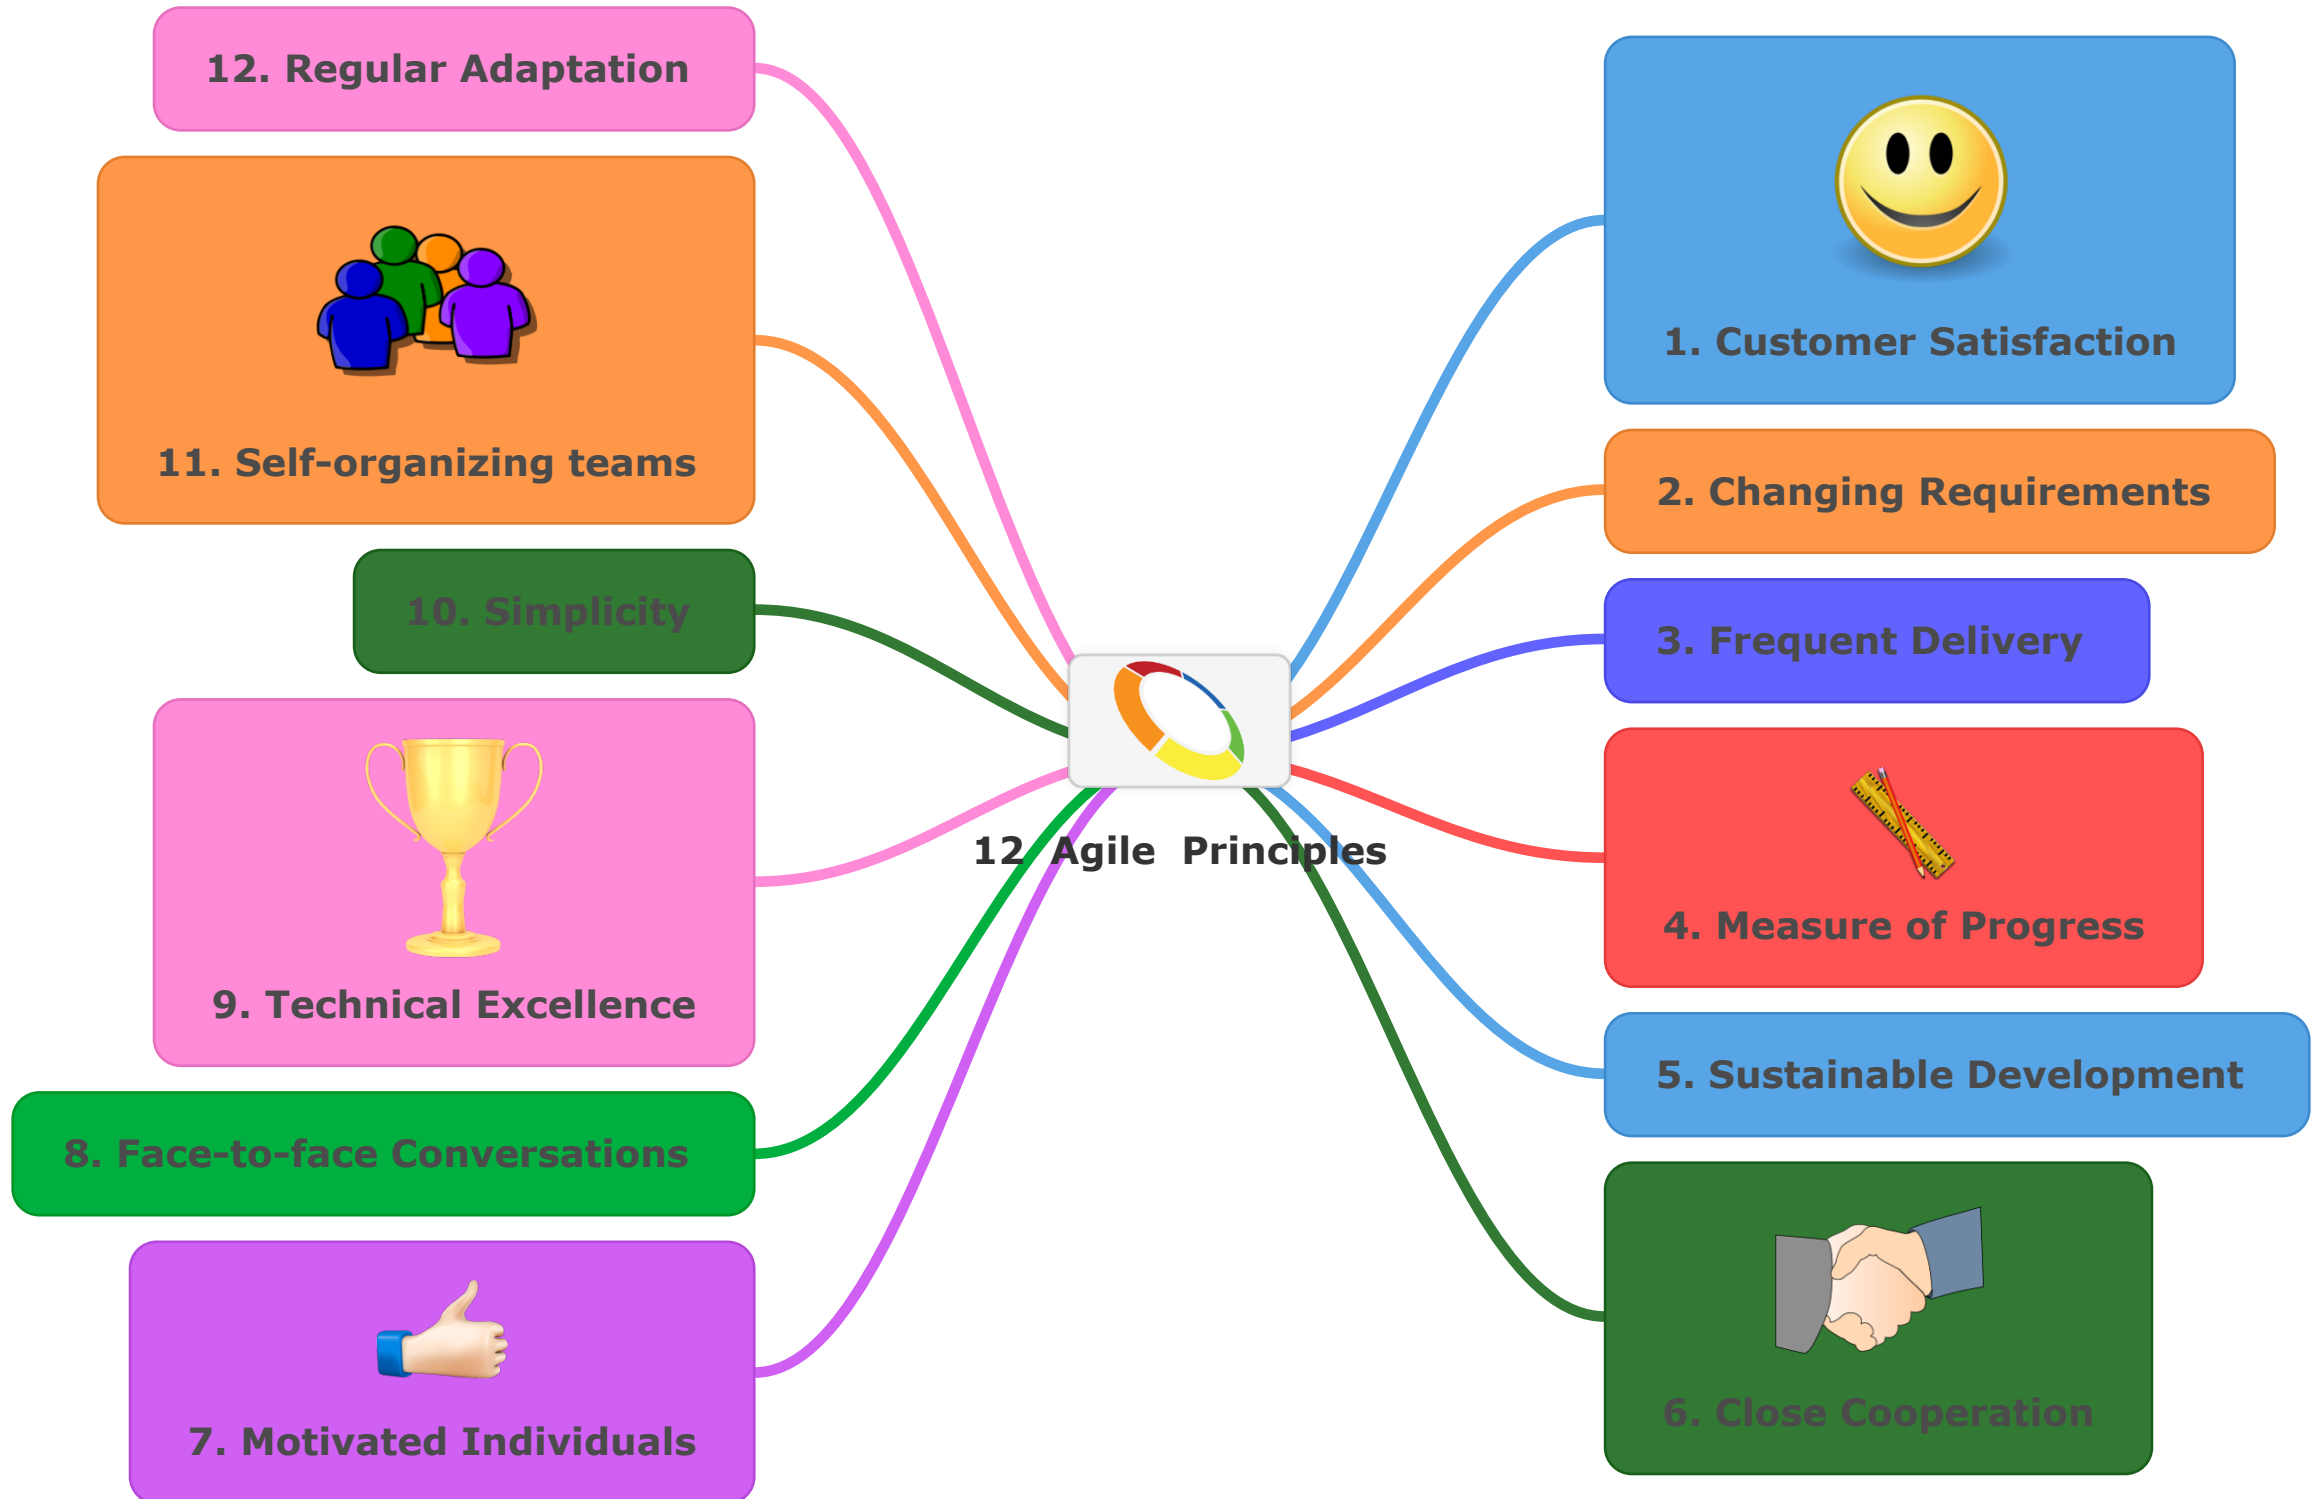 12. Regular Adaptation
11. Self-organizing teams
10. Simplicity
9. Technical Excellence
8. Face-to-face Conversations
7. Motivated Individuals
12 Agile Principles
1. Customer Satisfaction
2. Changing Requirements
3. Frequent Delivery
4. Measure of Progress
5. Sustainable Development
6. Close Cooperation